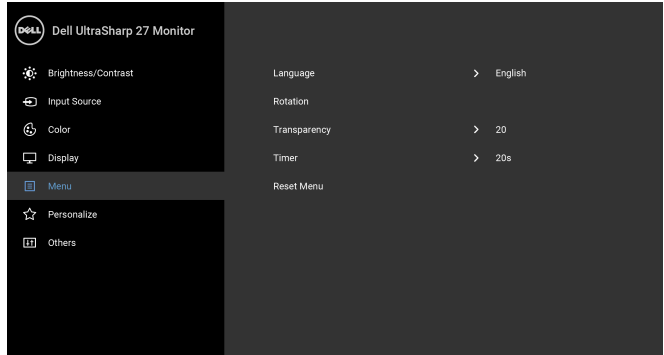 DELL Dell UltraSharp 27 Monitor
Brightness/Contrast
Input Source
Color
Display
Menu
Personalize
Others
Language English
Rotation
Transparency 20
Timer 20s
Reset Menu